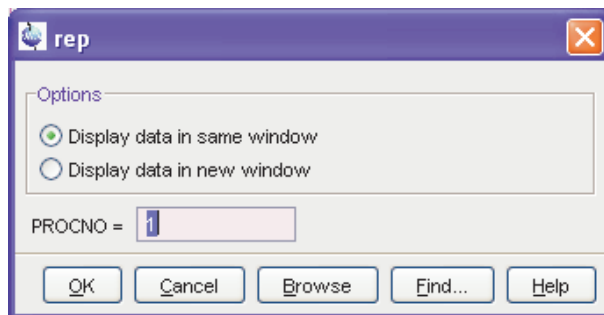 rep
Options
Display data in same window
Display data in new window
PROCNO = 1
OK Cancel Browse Find... Help